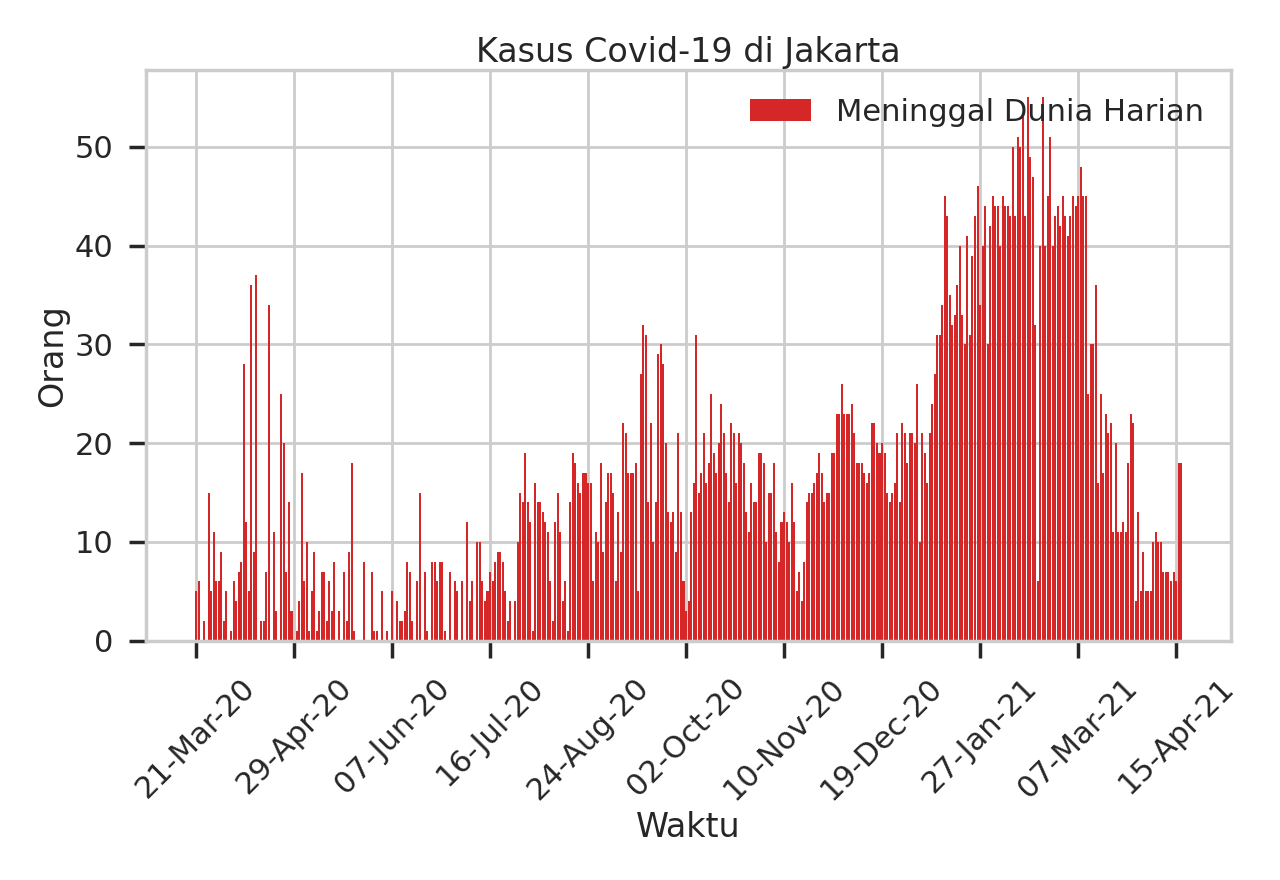 Kasus Covid-19 di Jakarta
Meninggal Dunia Harian
Orang
50
40
30
20
10
0
21-Mar-20
29-Apr-20
07-Jun-20
16-Jul-20
24-Aug-20
02-Oct-20
10-Nov-20
19-Dec-20
27-Jan-21
07-Mar-21
15-Apr-21
Waktu